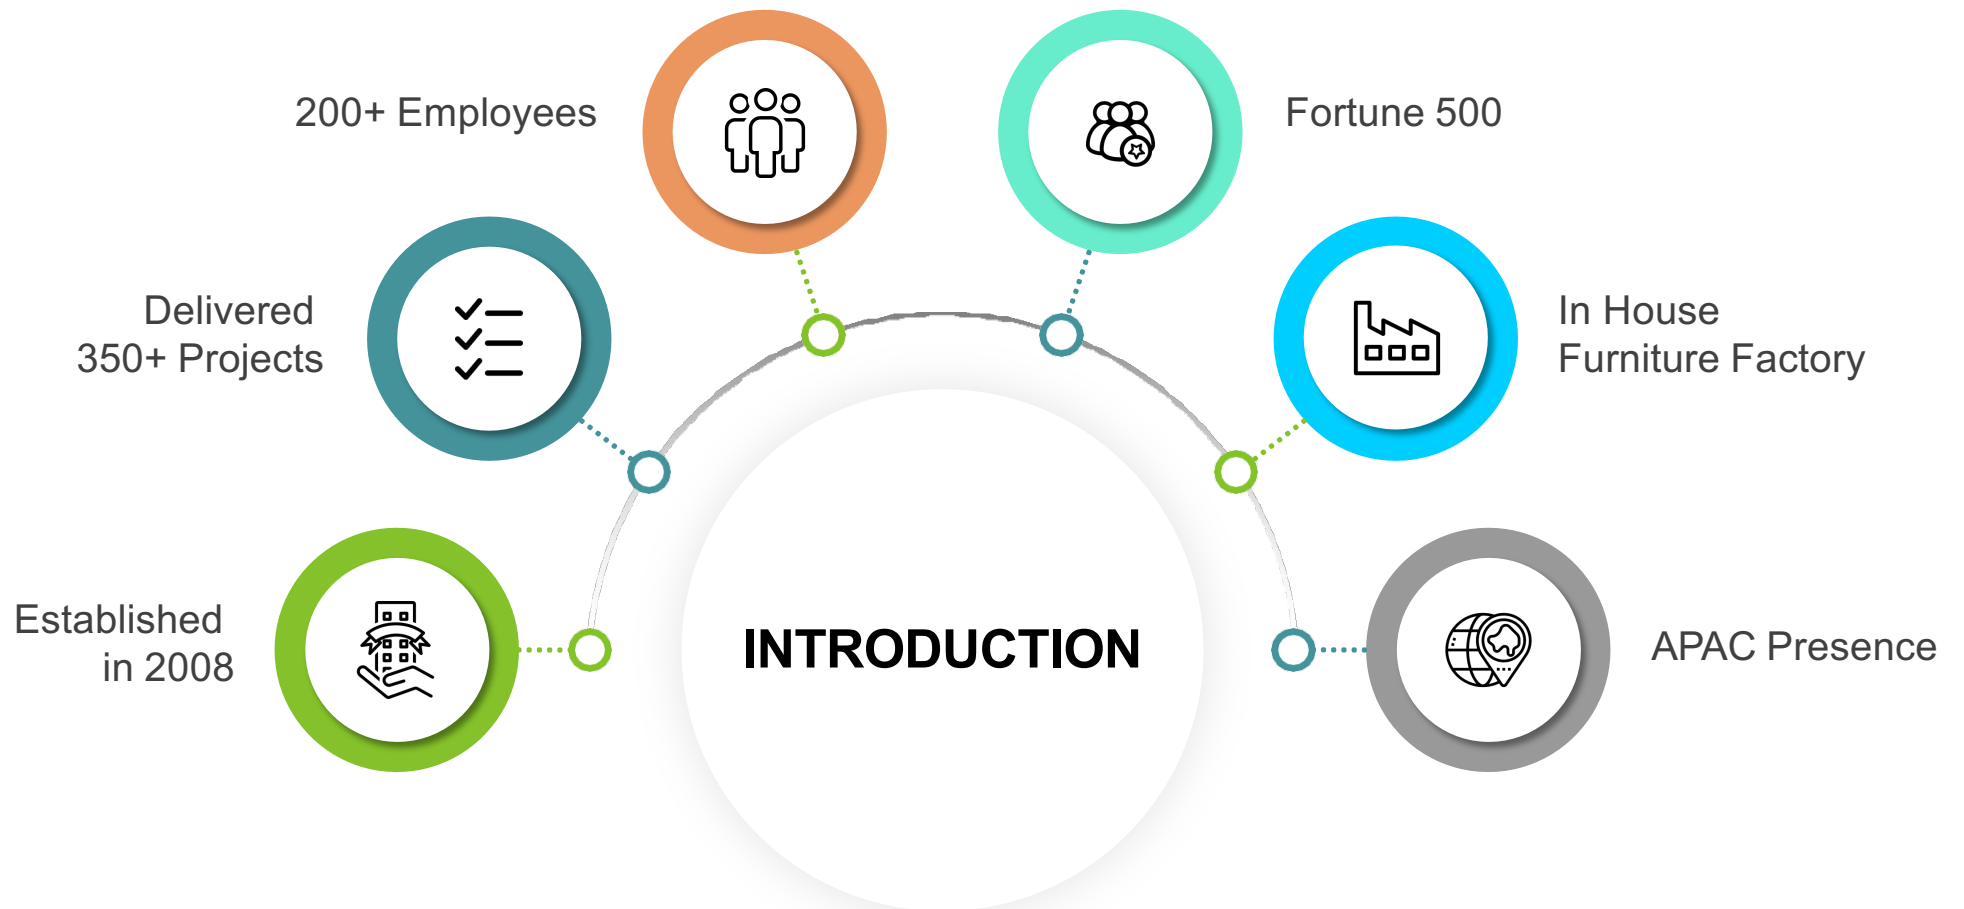 200+ Employees
Fortune 500
Delivered
350+ Projects
In House
Furniture Factory
Established
in 2008
INTRODUCTION
APAC Presence